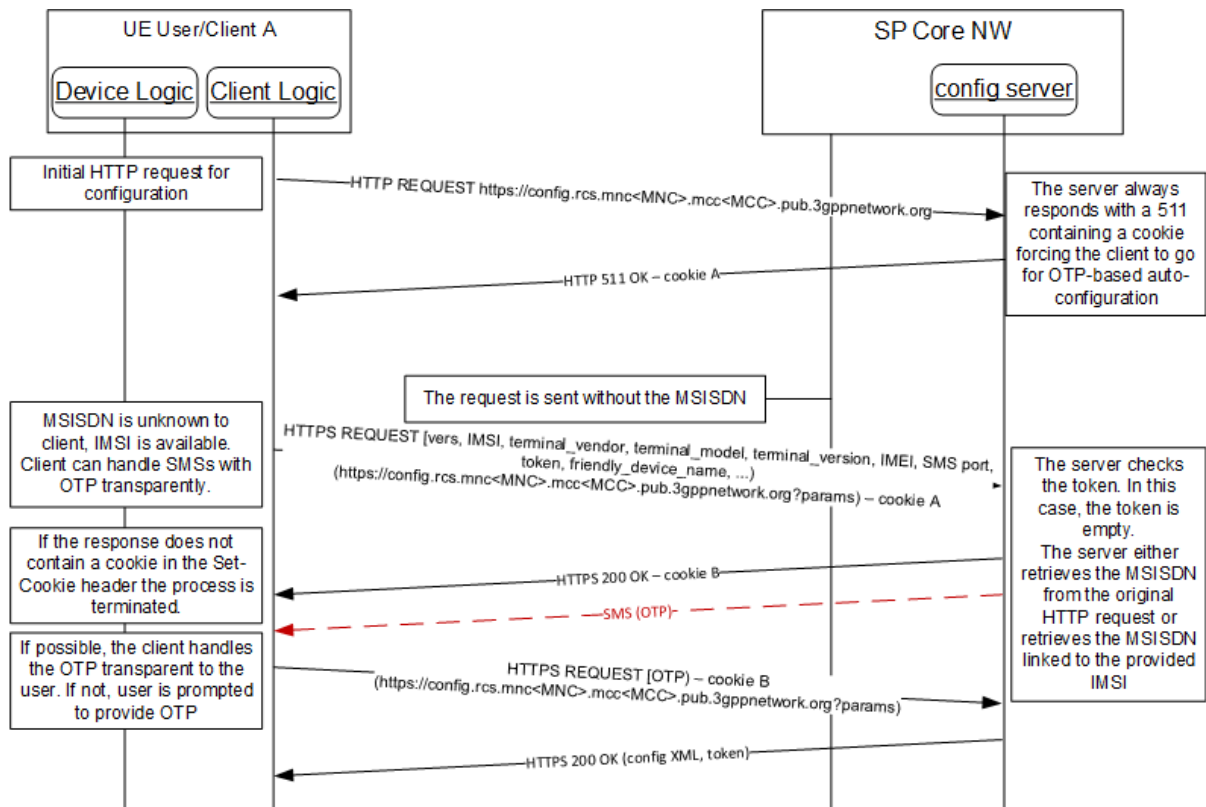 UE User/Client A
SP Core NW
Device Logic
Client Logic
config server
Initial HTTP request for
configuration
HTTP REQUEST https://config.rcs.mnc<MNC>.mcc<MCC>.pub.3gppnetwork.org
The server always
responds with a 511
containing a cookie
forcing the client to go
for OTP-based auto-
configuration
HTTP 511 OK – cookie A
The request is sent without the MSISDN
MSISDN is unknown to
client, IMSI is available.
Client can handle SMSs with
OTP transparently.
HTTPS REQUEST [vers, IMSI, terminal_vendor, terminal_model, terminal_version, IMEI, SMS port,
token, friendly_device_name, ...)
(https://config.rcs.mnc<MNC>.mcc<MCC>.pub.3gppnetwork.org?params) – cookie A
The server checks
the token. In this
case, the token is
empty.
The server either
retrieves the MSISDN
from the original
HTTP request or
retrieves the MSISDN
linked to the provided
IMSI
If the response does not
contain a cookie in the Set-
Cookie header the process is
terminated.
HTTPS 200 OK – cookie B
SMS (OTP)
If possible, the client handles
the OTP transparent to the
user. If not, user is prompted
to provide OTP
HTTPS REQUEST [OTP) – cookie B
(https://config.rcs.mnc<MNC>.mcc<MCC>.pub.3gppnetwork.org?params)
HTTPS 200 OK (config XML, token)